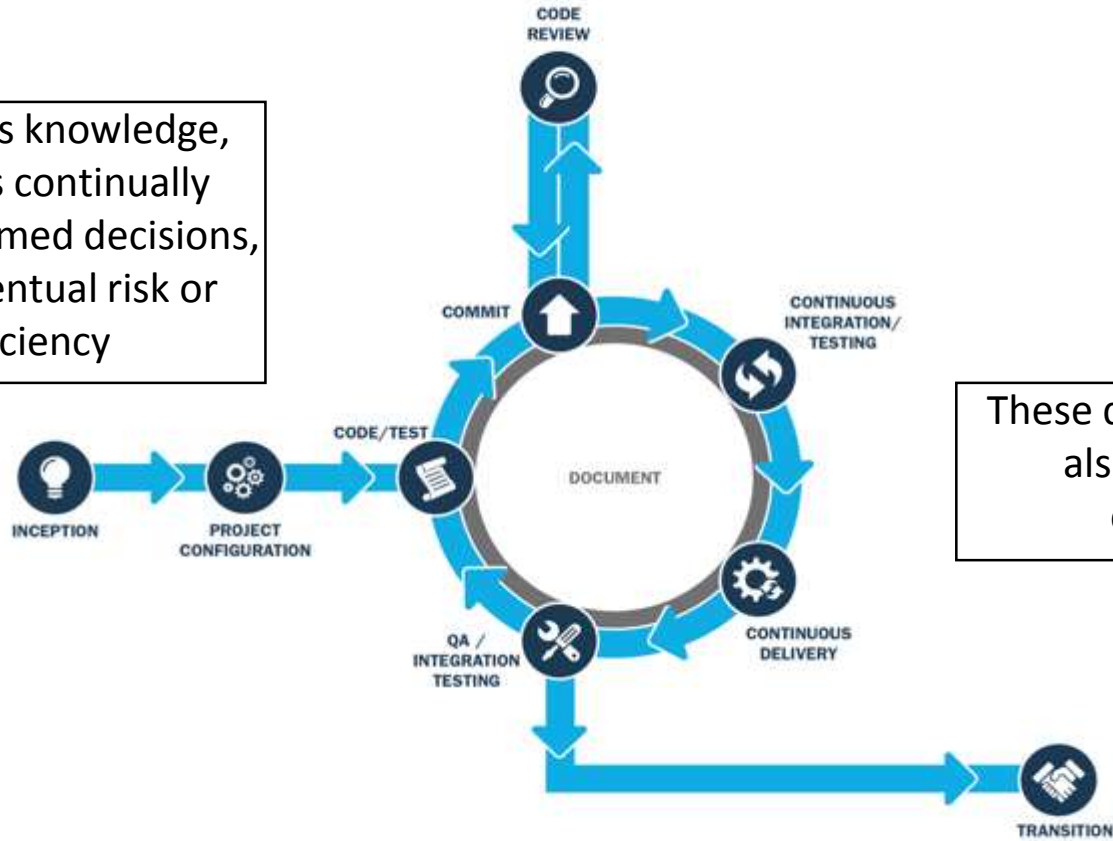 CODE
REVIEW
s knowledge,
s continually
med decisions,
entual risk or
ciency
COMMIT
CONTINUOUS
INTEGRATION/
TESTING
CODE/TEST
These
als
DOCUMENT
INCEPTION
PROJECT
CONFIGURATION
QA /
INTEGRATION
TESTING
CONTINUOUS
DELIVERY
TRANSITION